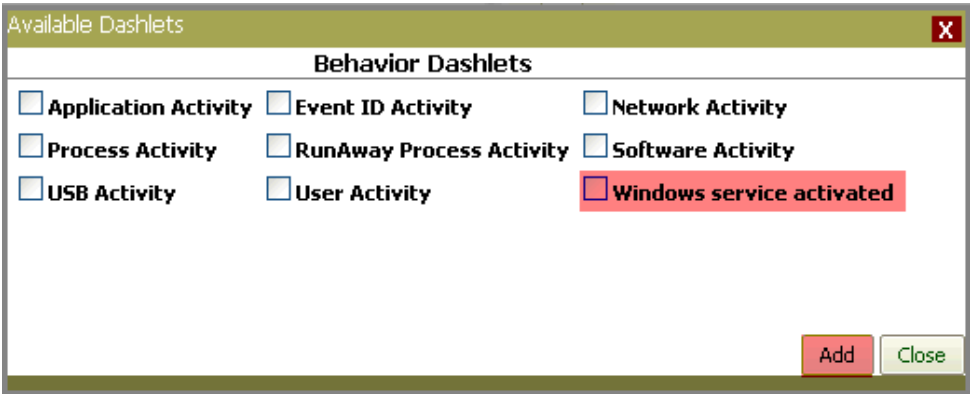 Available Dashlets X
Behavior Dashlets
Application Activity Event ID Activity Network Activity
Process Activity RunAway Process Activity Software Activity
USB Activity User Activity Windows service activated
Add Close